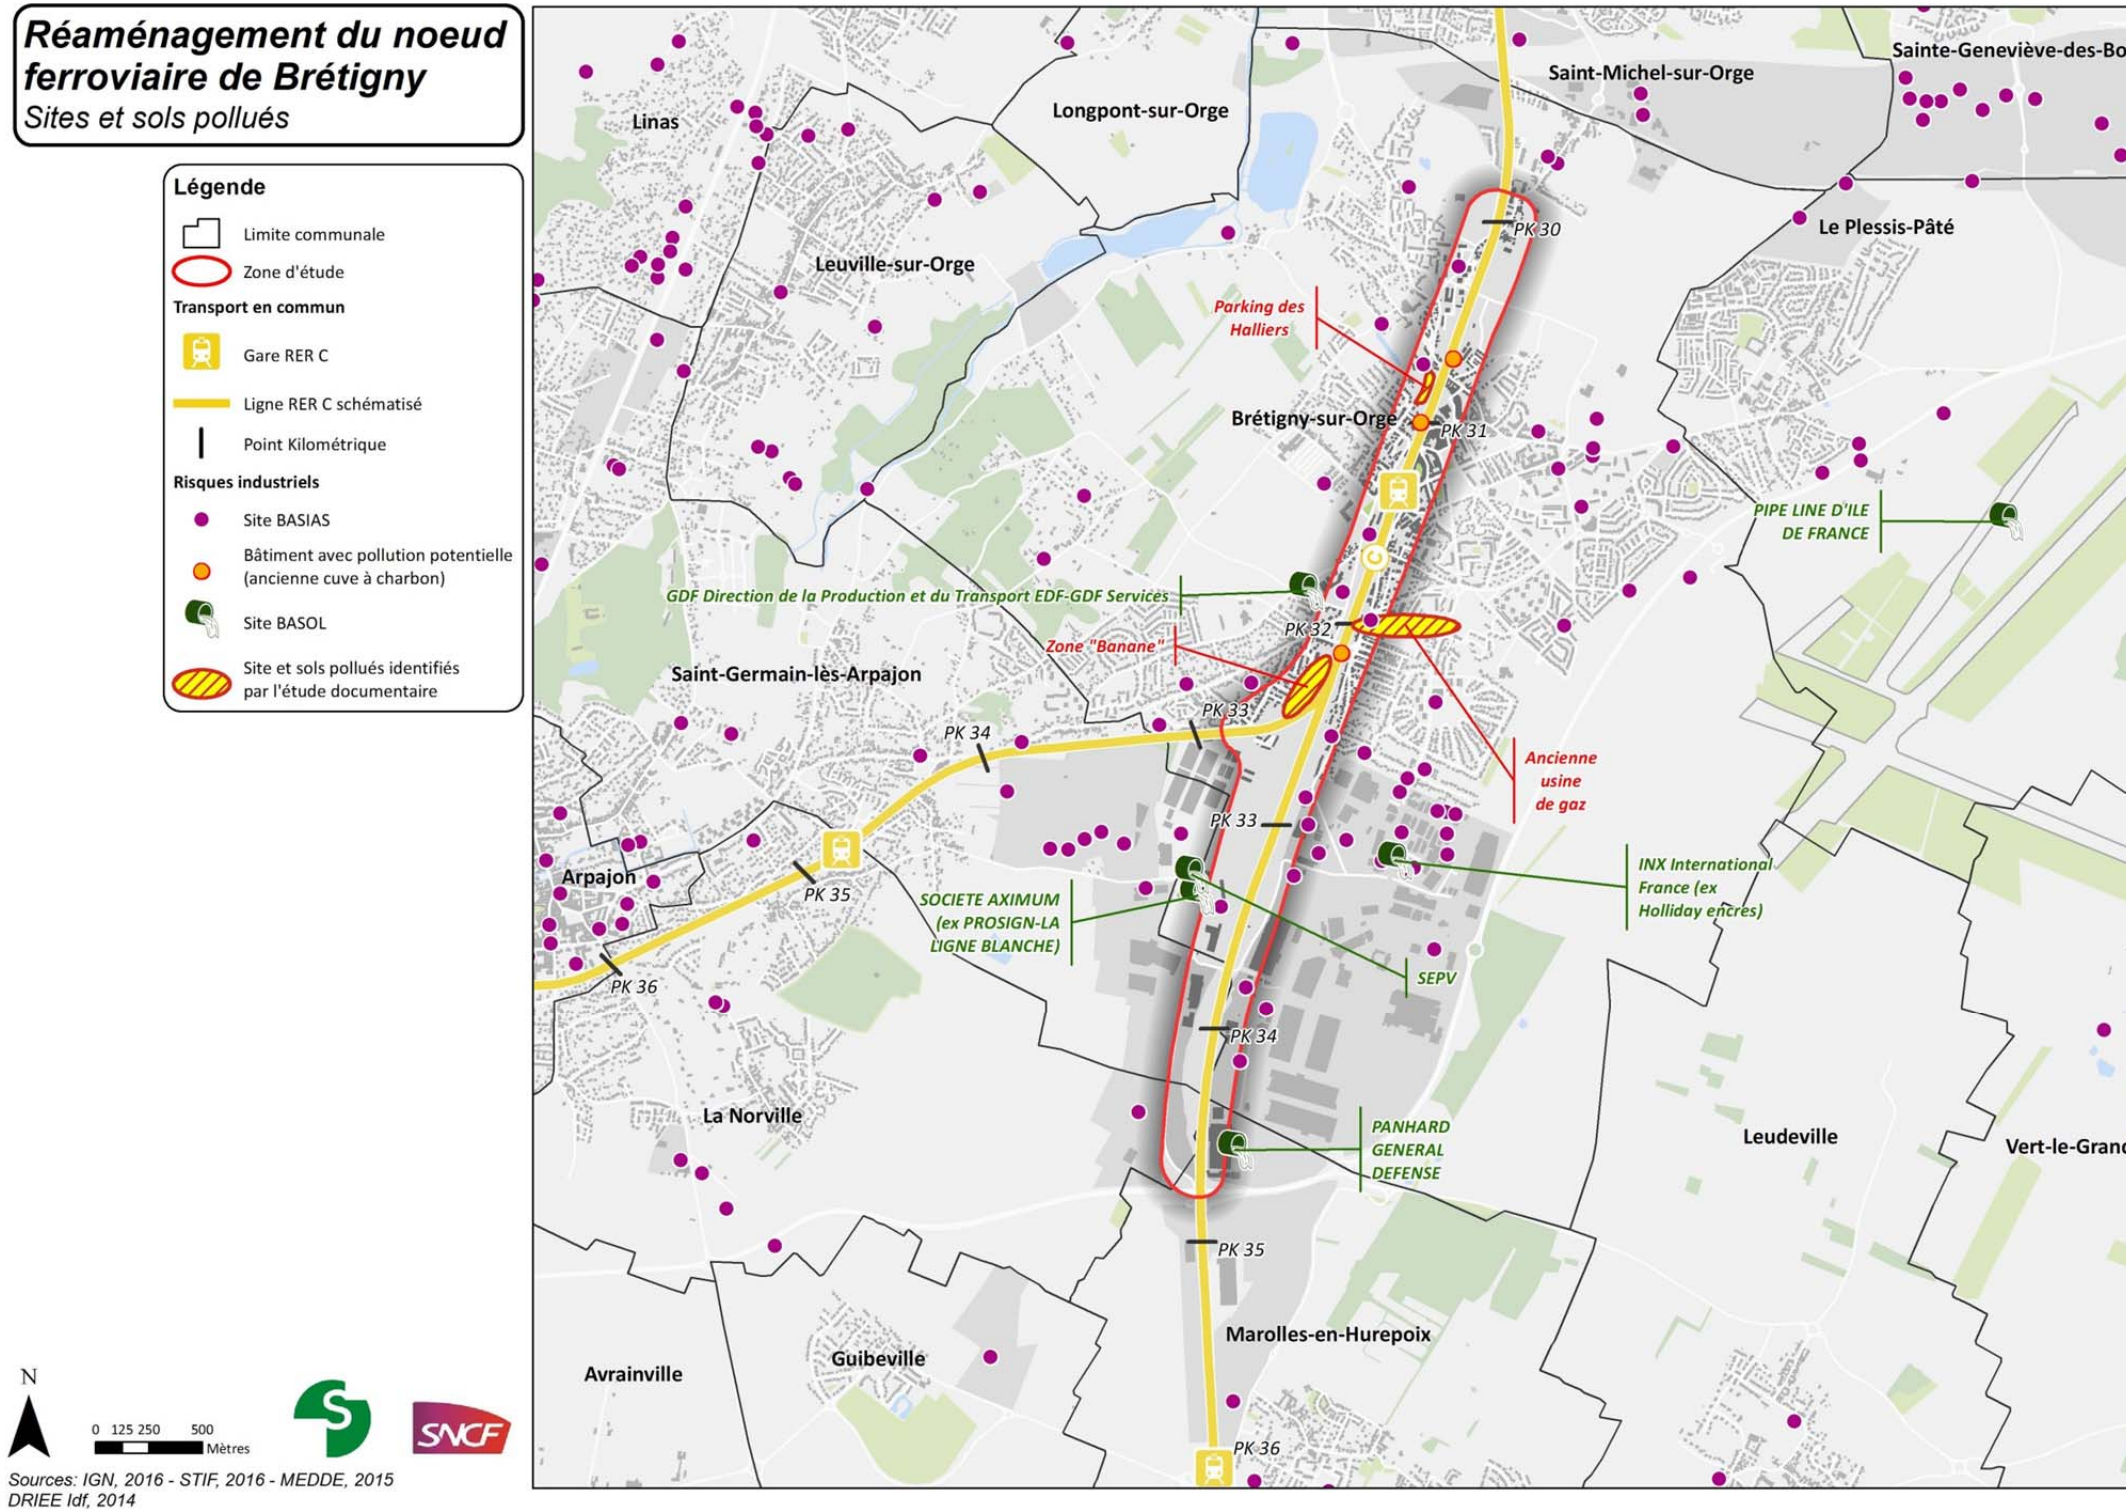 Réaménagement du noeud
ferroviaire de Brétigny
Sites et sols pollués
Légende
Limite communale
Zone d'étude
Transport en commun
Gare RER C
Ligne RER C schématisé
Point Kilométrique
Risques industriels
Site BASIAS
Bâtiment avec pollution potentielle
(ancienne cuve à charbon)
Site BASOL
Site et sols pollués identifiés
par l'étude documentaire
N
0 125 250 500
Mètres
S
SNCF
Sources: IGN, 2016 - STIF, 2016 - MEDDE, 2015
DRIEE Idf, 2014
Sainte-Geneviève-des-Bo
Saint-Michel-sur-Orge
Longpont-sur-Orge
Linas
Le Plessis-Pâté
PK 30
Leuville-sur-Orge
Parking des
Halliers
Brétigny-sur-Orge
PK 31
PIPE LINE D'ILE
DE FRANCE
C
GDF Direction de la Production et du Transport EDF-GDF Services
PK 32
Zone "Banane"
Saint-Germain-lès-Arpajon
PK 33
PK 34
Ancienne
usine
de gaz
PK 33
Arpajon
PK 35
INX International
France (ex
Holliday encres)
SOCIETE AXIMUM
(ex PROSIGN-LA
LIGNE BLANCHE)
SEPV
PK 36
PK 34
La Norville
PANHARD
GENERAL
DEFENSE
Leudeville
Vert-le-Grand
PK 35
Marolles-en-Hurepoix
Guibeville
Avrainville
PK 36